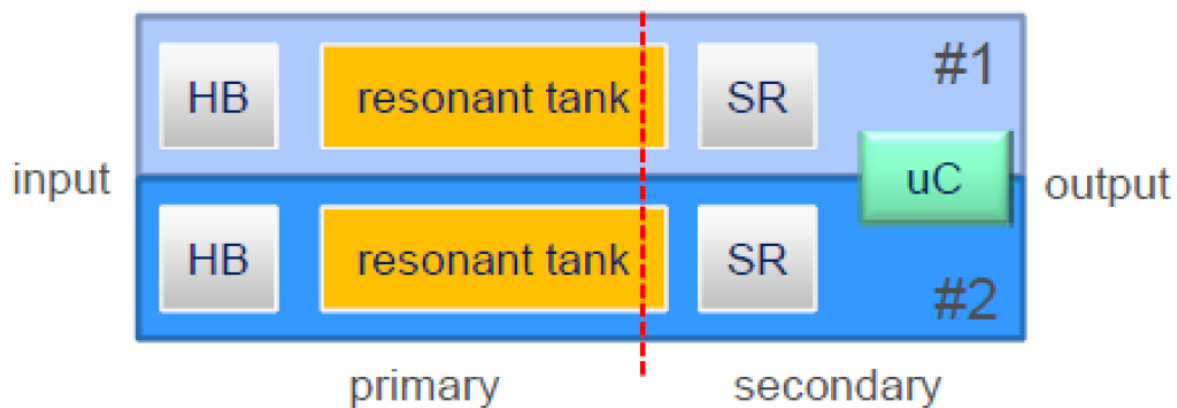 HB
resonant tank
SR
#1
input
uC
output
HB
resonant tank
SR
#2
primary
secondary